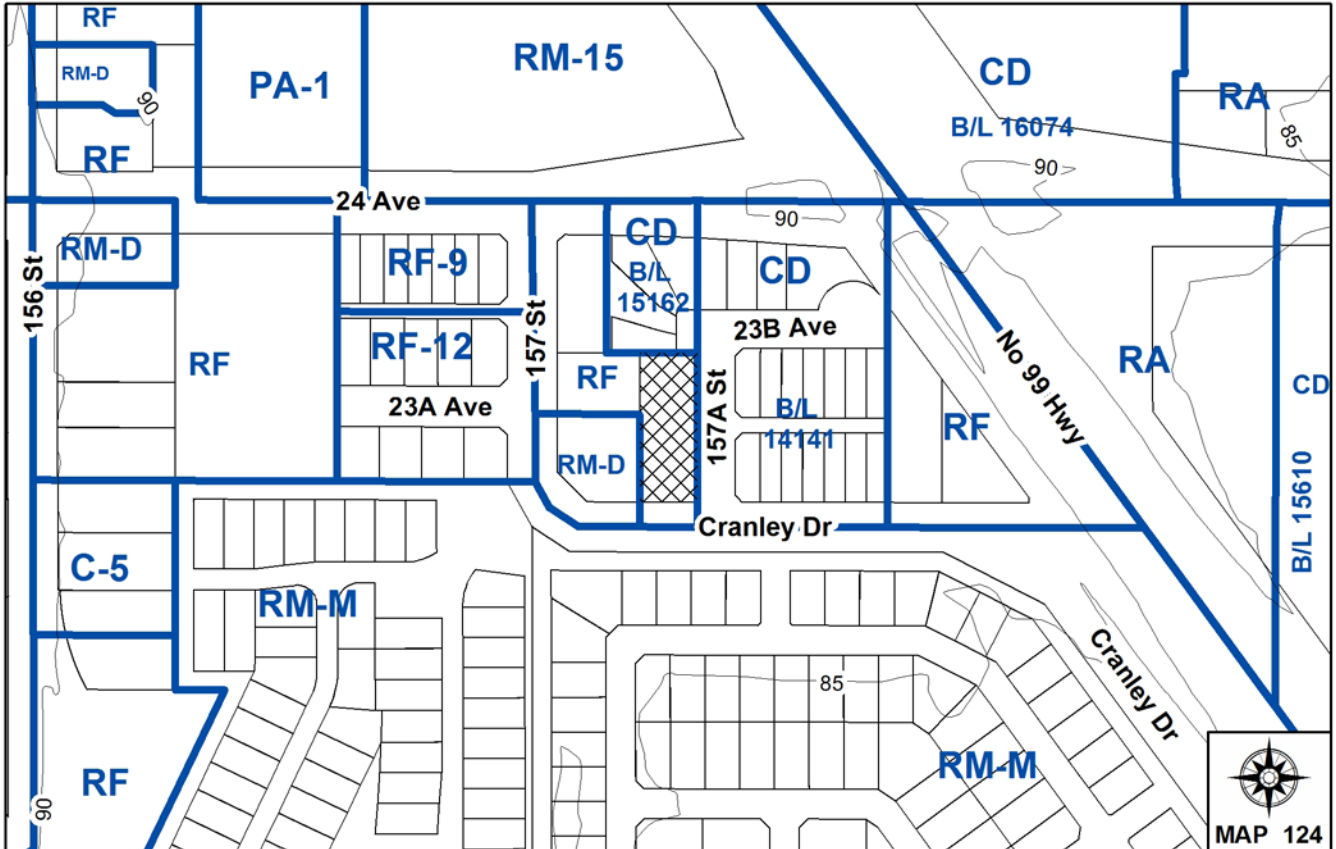 RF
RM-D
90
RF
PA-1
RM-15
CD
B/L 16074
90
RA
85
24 Ave
156 St
RM-D
RF
RF-9
RF-12
23A Ave
157 St
CD
B/L
15162
RF
RM-D
90
CD
23B Ave
157A St
B/L
14141
RF
No 99 Hwy
RA
CD
B/L 15610
Cranley Dr
C-5
RM-M
RF
90
85
RM-M
Cranley Dr
MAP 124